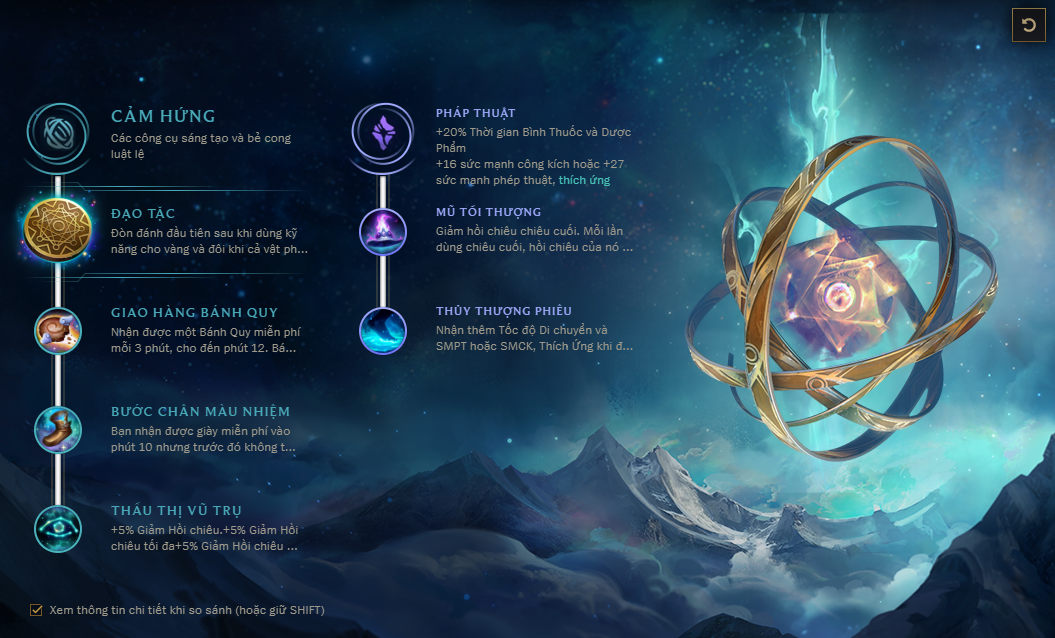 CẢM HỨNG
Các công cụ sáng tạo và bẻ cong
luật lệ
ĐẠO TẶC
Đòn đánh đầu tiên sau khi dùng kỹ
năng cho vàng và đôi khi cả vật ph...
GIAO HÀNG BÁNH QUY
Nhận được một Bánh Quy miễn phí
mỗi 3 phút, cho đến phút 12. Bá...
BƯỚC CHÂN MÀU NHIỆM
Bạn nhận được giày miễn phí vào
phút 10 nhưng trước đó không t...
THẤU THỊ VŨ TRỤ
+5% Giảm Hồi chiêu.+5% Giảm Hồi
chiêu tối đa+5% Giảm Hồi chiêu ...
PHÁP THUẬT
+20% Thời gian Bình Thuốc và Dược
Phẩm
+16 sức mạnh công kích hoặc +27
sức mạnh phép thuật, thích ứng
MŨ TỐI THƯỢNG
Giảm hồi chiêu chiêu cuối. Mỗi lần
dùng chiêu cuối, hồi chiêu của nó ...
THỦY THƯỢNG PHIÊU
Nhận thêm Tốc độ Di chuyển và
SMPT hoặc SMCK, Thích Ứng khi đ...
Xem thông tin chi tiết khi so sánh (hoặc giữ SHIFT)